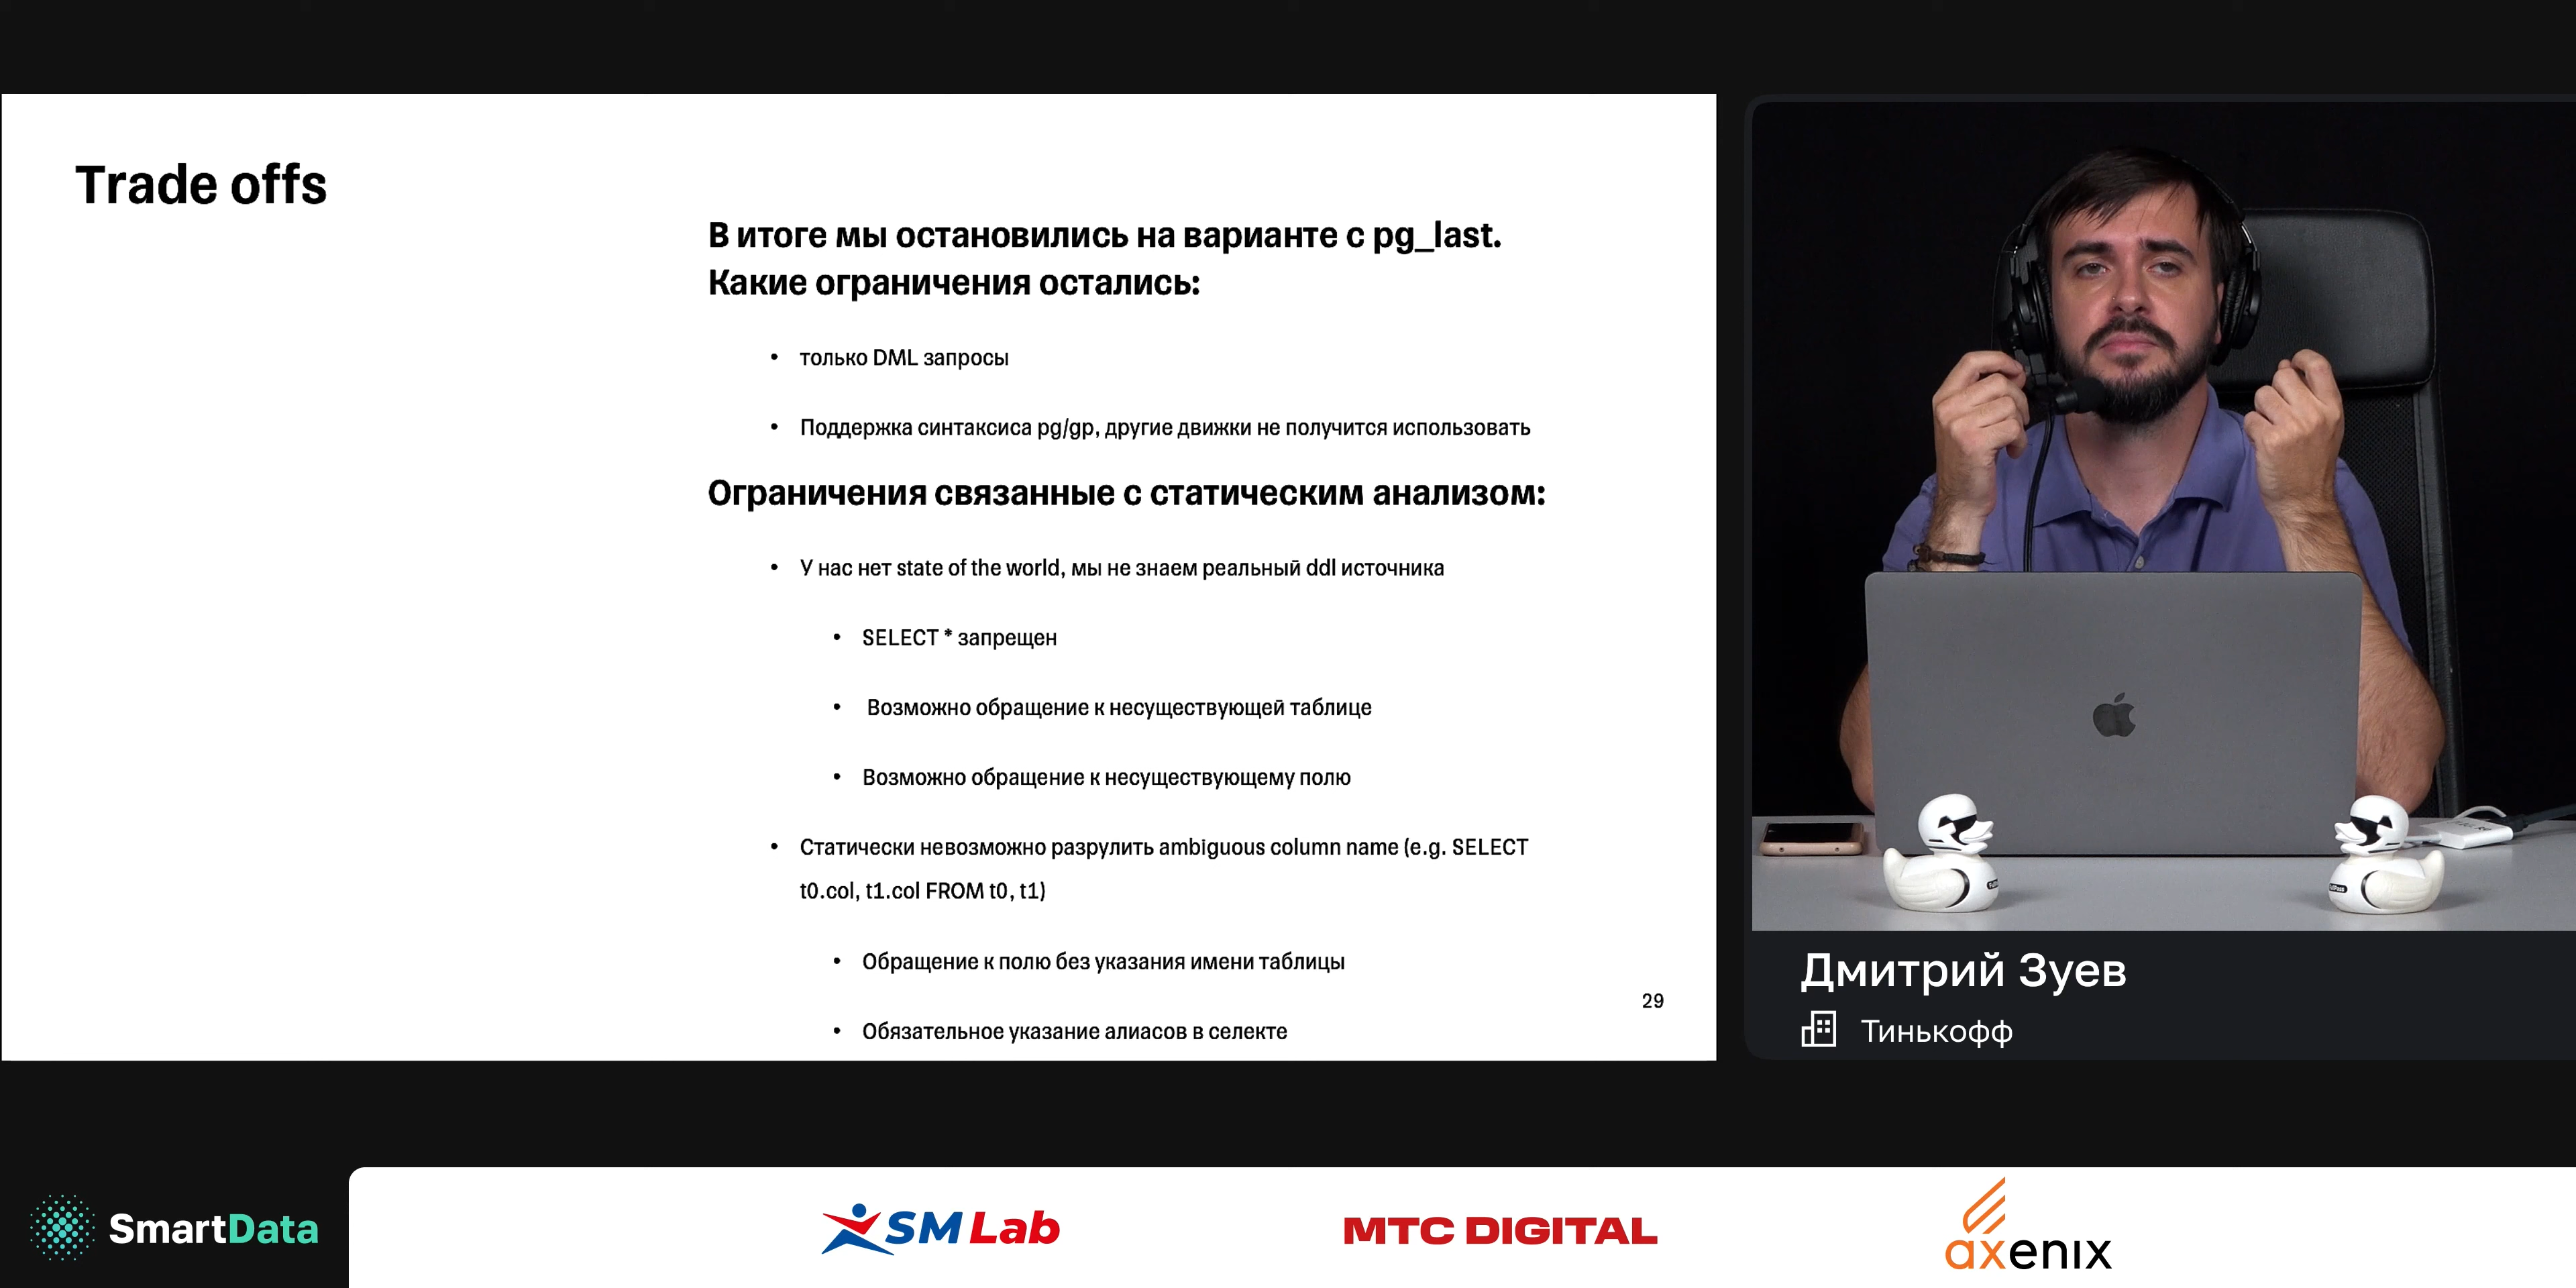 Trade offs
В итоге мы остановились на варианте с pg_last.
Какие ограничения остались:
• только DML запросы
• Поддержка синтаксиса pg/gp, другие движки не получится использовать
Ограничения связанные с статическим анализом:
• У нас нет state of the world, мы не знаем реальный ddl источника
• SELECT * запрещен
• Возможно обращение к несуществующей таблице
• Возможно обращение к несуществующему полю
• Статически невозможно разрулить ambiguous column name (e.g. SELECT
t0.col, t1.col FROM t0, t1)
• Обращение к полю без указания имени таблицы
• Обязательное указание алиасов в селекте
29
Дмитрий Зуев
Тинькофф
SmartData
SM Lab
МТС DIGITAL
axenix